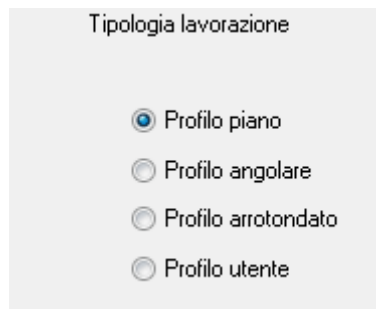 Tipologia lavorazione
Profilo piano
Profilo angolare
Profilo arrotondato
Profilo utente